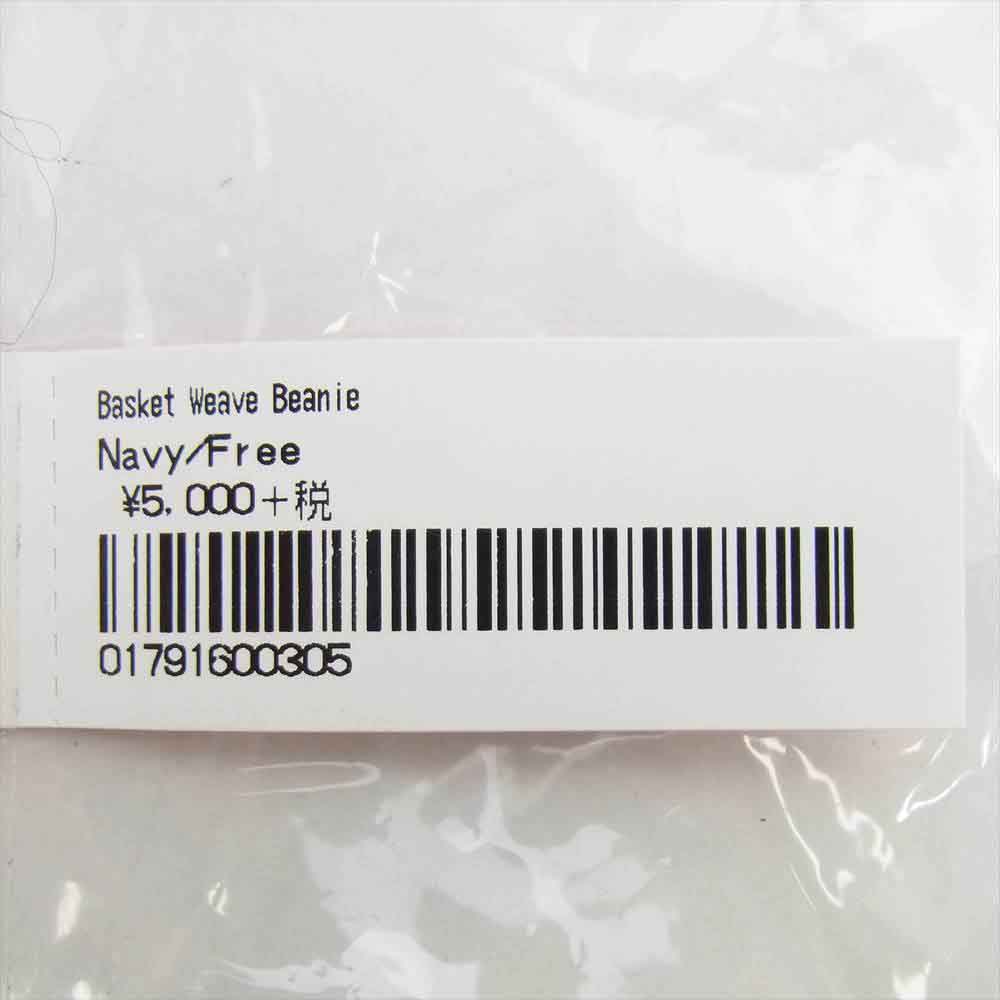 Basket Weave Beanie
Navy/Free
¥5,000+税
01791600305